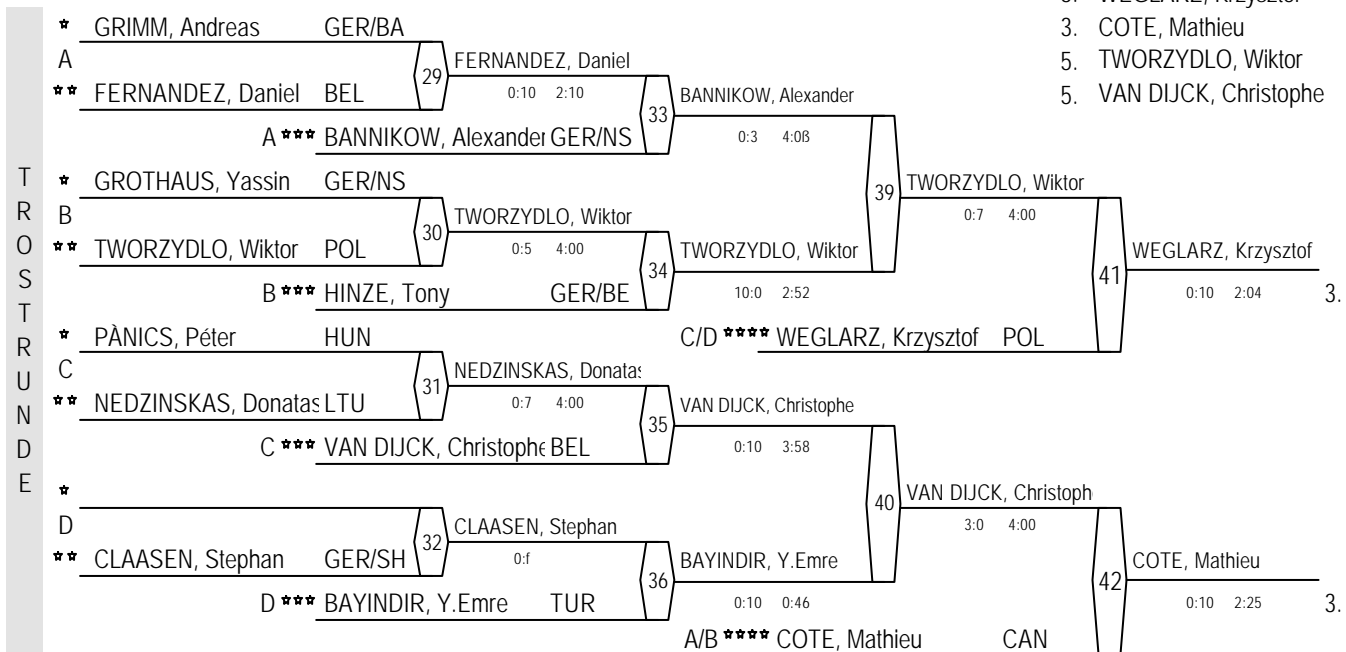 3. COTE, Mathieu
5. TWORZYDLO, Wiktor
5. VAN DIJCK, Christophe
TROSTRUNDE
GRIMM, Andreas GER/BA
A
FERNANDEZ, Daniel BEL
29
FERNANDEZ, Daniel
0:10 2:10
A *** BANNIKOW, Alexander GER/NS
33
BANNIKOW, Alexander
0:3 4:0ß
GROTHAUS, Yassin GER/NS
B
TWORZYDLO, Wiktor POL
30
TWORZYDLO, Wiktor
0:5 4:00
B *** HINZE, Tony GER/BE
34
TWORZYDLO, Wiktor
10:0 2:52
39
TWORZYDLO, Wiktor
0:7 4:00
C/D **** WEGLARZ, Krzysztof POL
41
WEGLARZ, Krzysztof
0:10 2:04 3.
PÀNICS, Péter HUN
C
NEDZINSKAS, Donatas LTU
31
NEDZINSKAS, Donatas
0:7 4:00
C *** VAN DIJCK, Christophe BEL
35
VAN DIJCK, Christophe
0:10 3:58
D
CLAASEN, Stephan GER/SH
32
CLAASEN, Stephan
0:f
D *** BAYINDIR, Y.Emre TUR
36
BAYINDIR, Y.Emre
0:10 0:46
40
VAN DIJCK, Christoph
3:0 4:00
A/B **** COTE, Mathieu CAN
42
COTE, Mathieu
0:10 2:25 3.